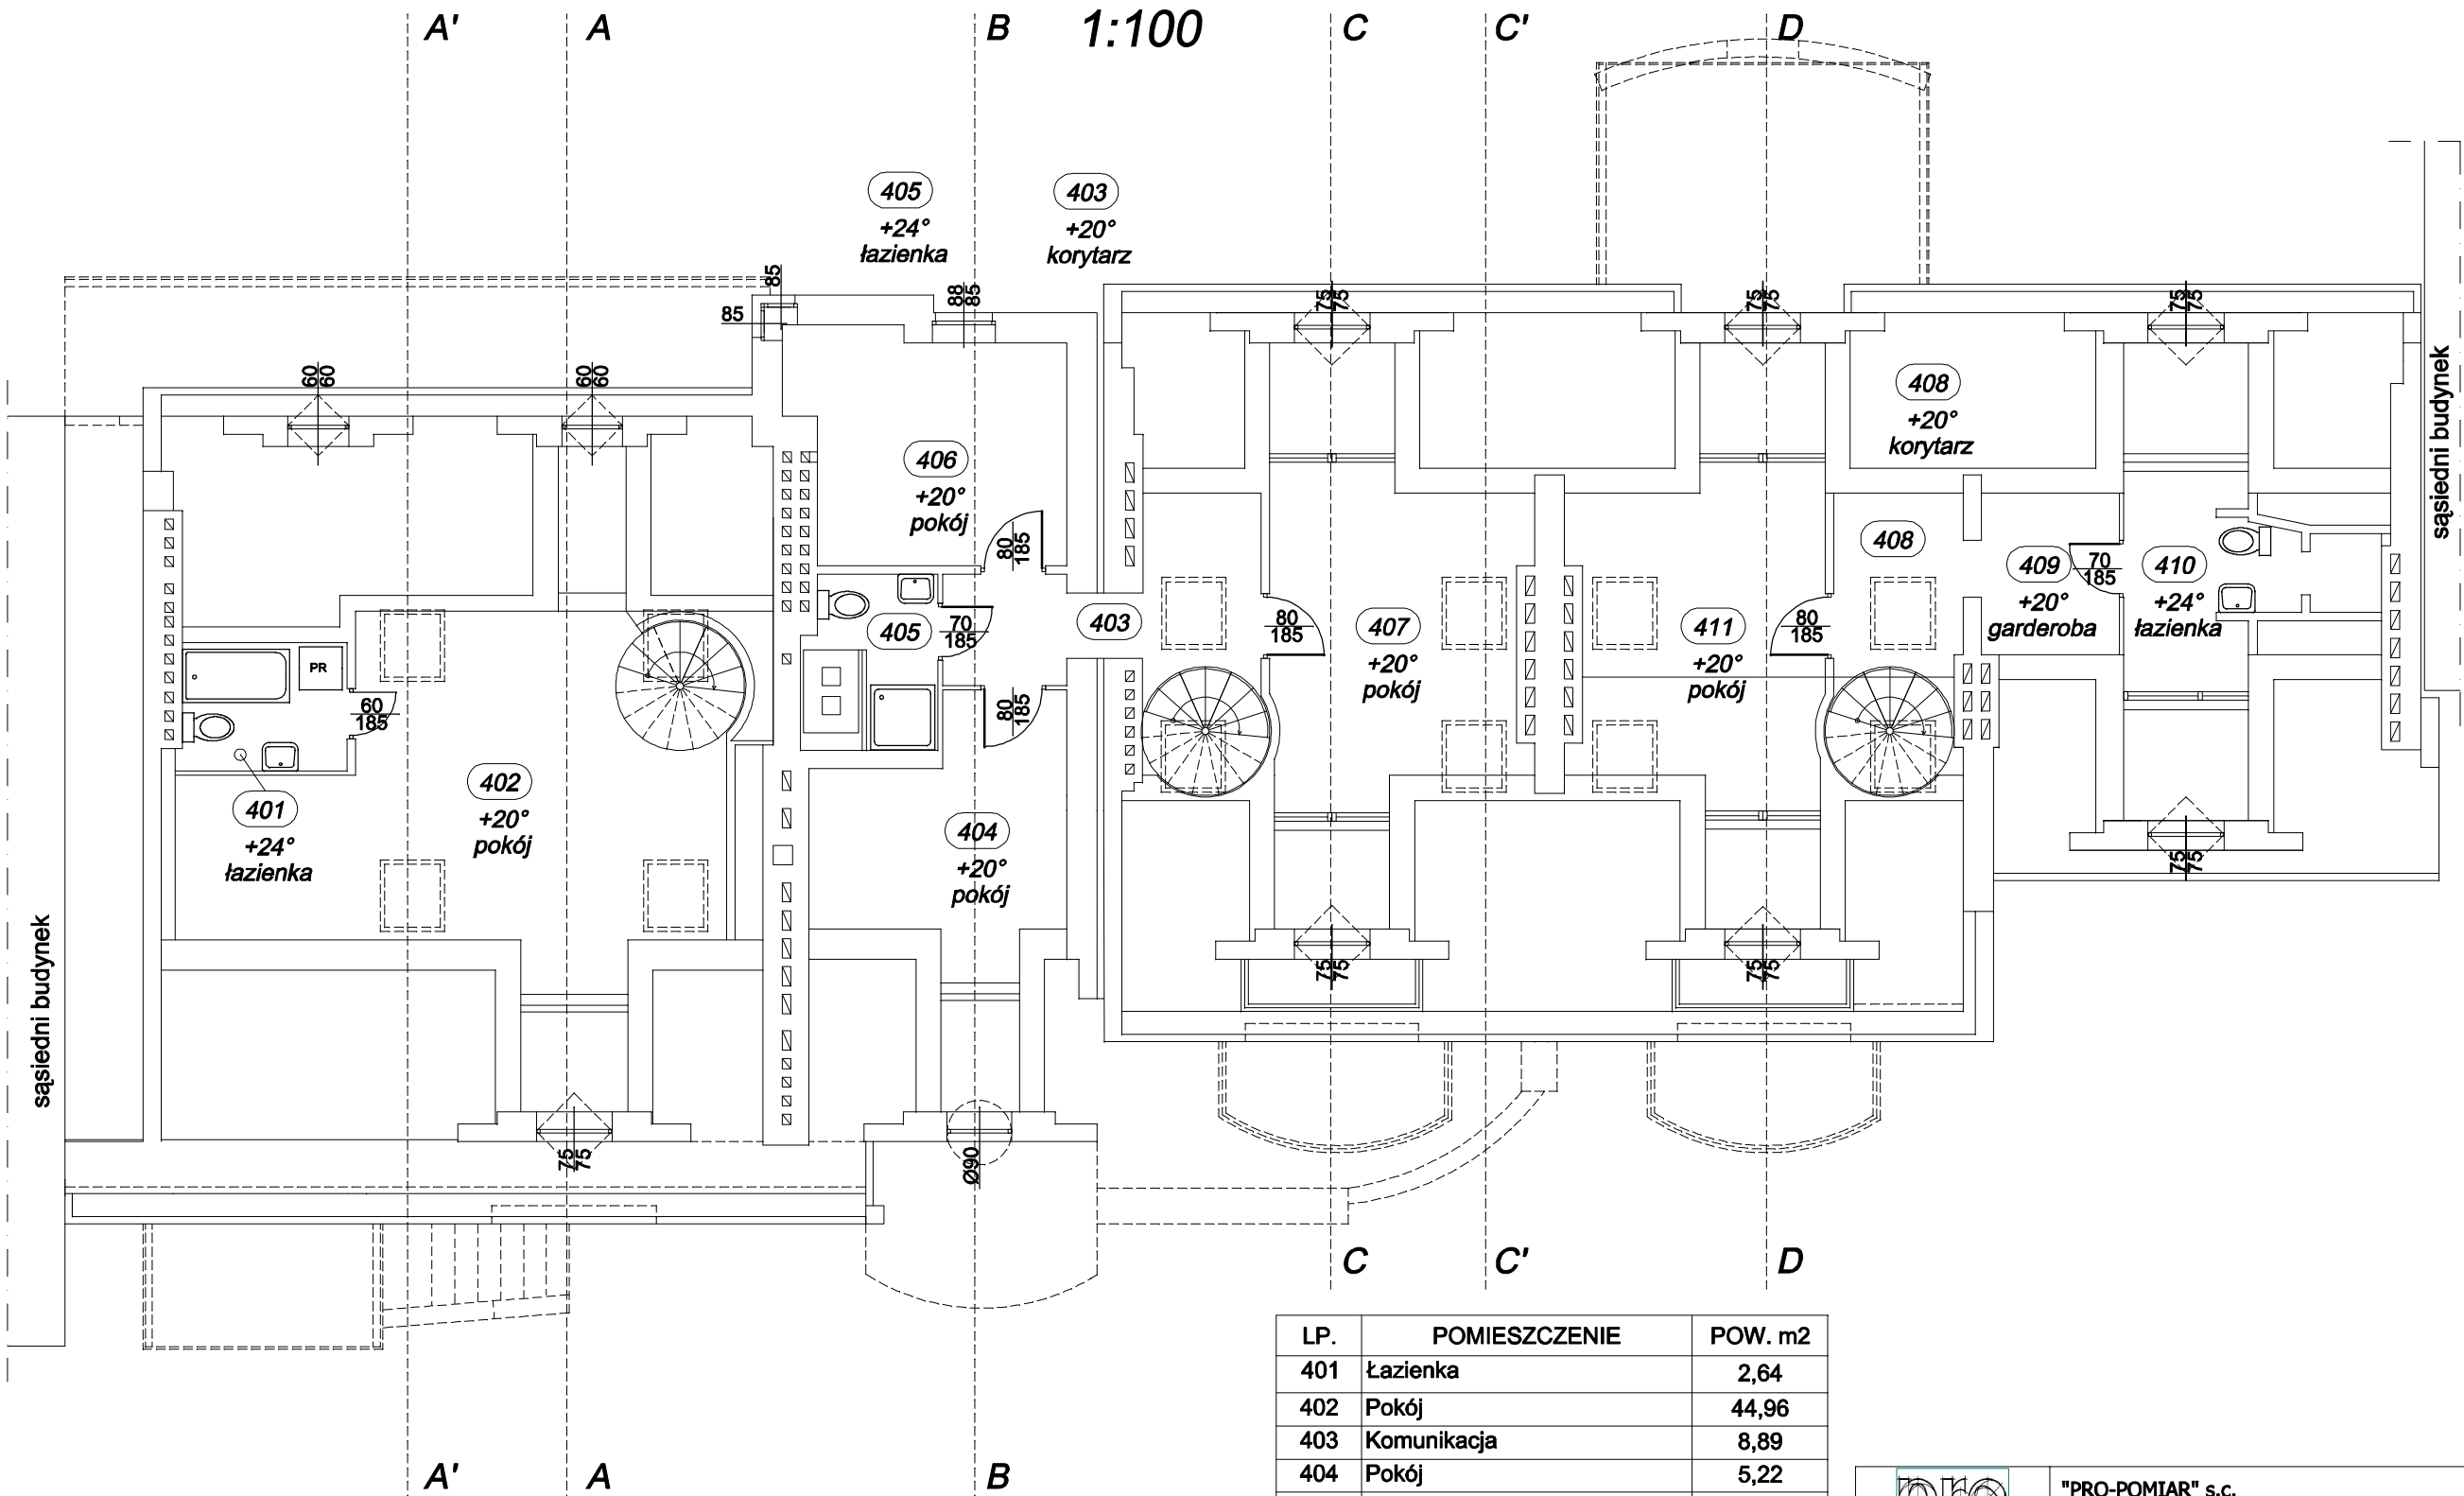 A'
A
B
1:100
C
C'
D
405
+24°
łazienka
403
+20°
korytarz
85
85
88
85
75
75
75
75
75
75
60
60
60
60
408
+20°
korytarz
sąsiedni budynek
406
+20°
pokój
80
185
408
409
+20°
garderoba
70
185
410
+24°
łazienka
405
70
185
403
80
185
407
+20°
pokój
411
+20°
pokój
80
185
PR
60
185
80
185
402
+20°
pokój
401
+24°
łazienka
404
+20°
pokój
75
75
75
75
75
75
sąsiedni budynek
75
75
Ø90
C
C'
D
LP. POMIESZCZENIE POW. m2
401 Łazienka 2,64
402 Pokój 44,96
403 Komunikacja 8,89
404 Pokój 5,22
A'
A
B
pro
"PRO-POMIAR" s.c.